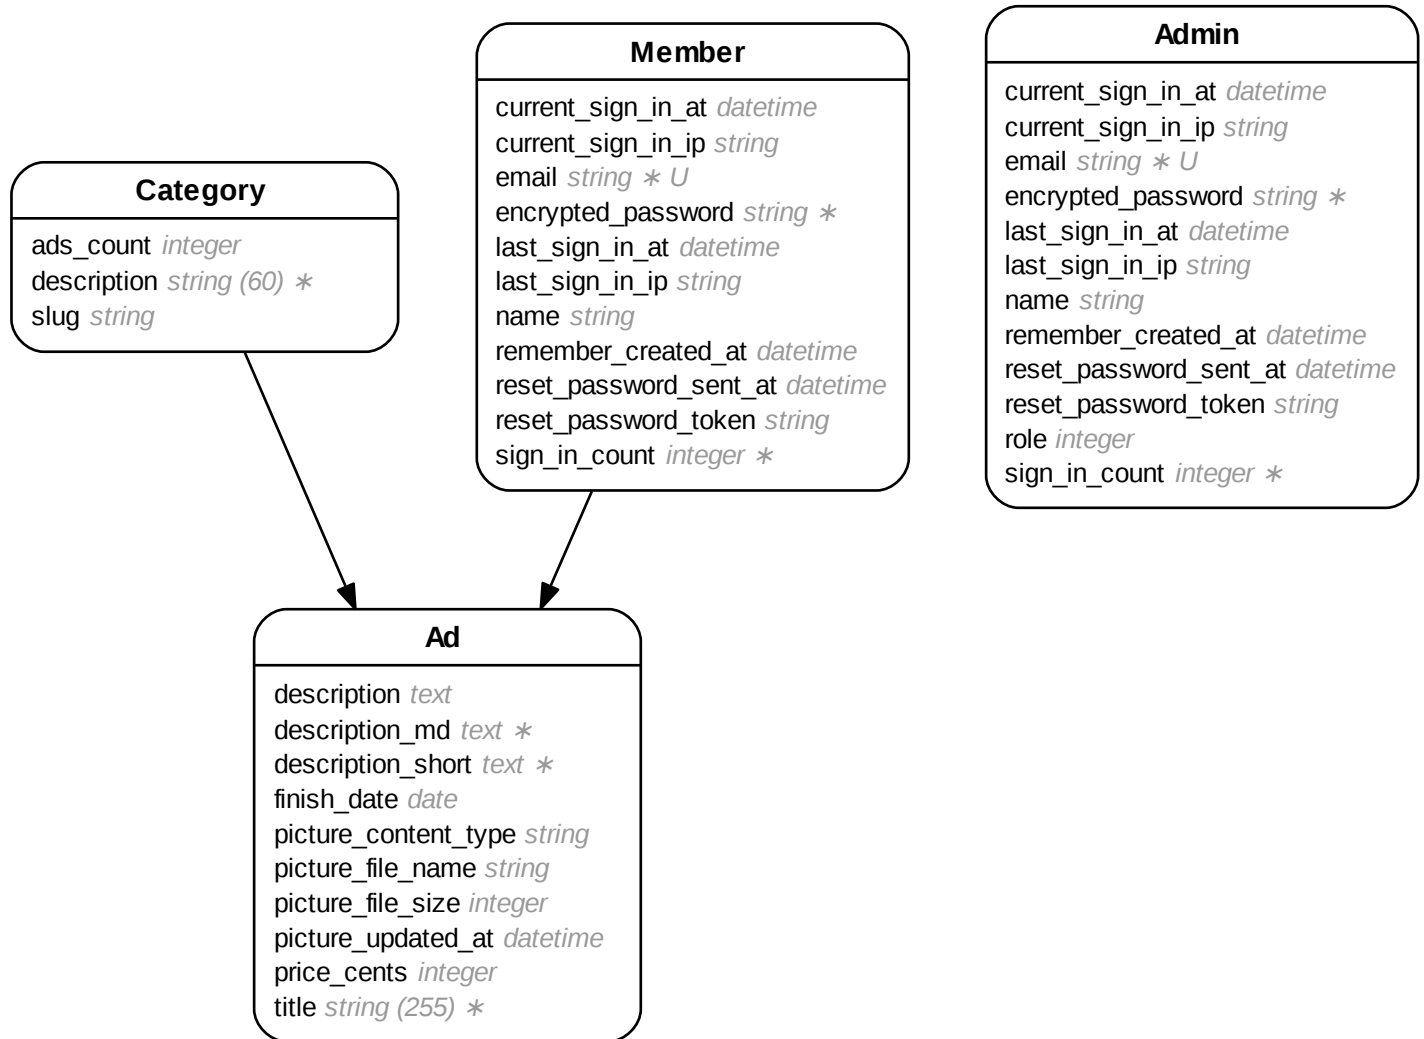 Category
ads_count integer
description string (60) ∗
slug string
Member
current_sign_in_at datetime
current_sign_in_ip string
email string ∗ U
encrypted_password string ∗
last_sign_in_at datetime
last_sign_in_ip string
name string
remember_created_at datetime
reset_password_sent_at datetime
reset_password_token string
sign_in_count integer ∗
Admin
current_sign_in_at datetime
current_sign_in_ip string
email string ∗ U
encrypted_password string ∗
last_sign_in_at datetime
last_sign_in_ip string
name string
remember_created_at datetime
reset_password_sent_at datetime
reset_password_token string
role integer
sign_in_count integer ∗
Ad
description text
description_md text ∗
description_short text ∗
finish_date date
picture_content_type string
picture_file_name string
picture_file_size integer
picture_updated_at datetime
price_cents integer
title string (255) ∗